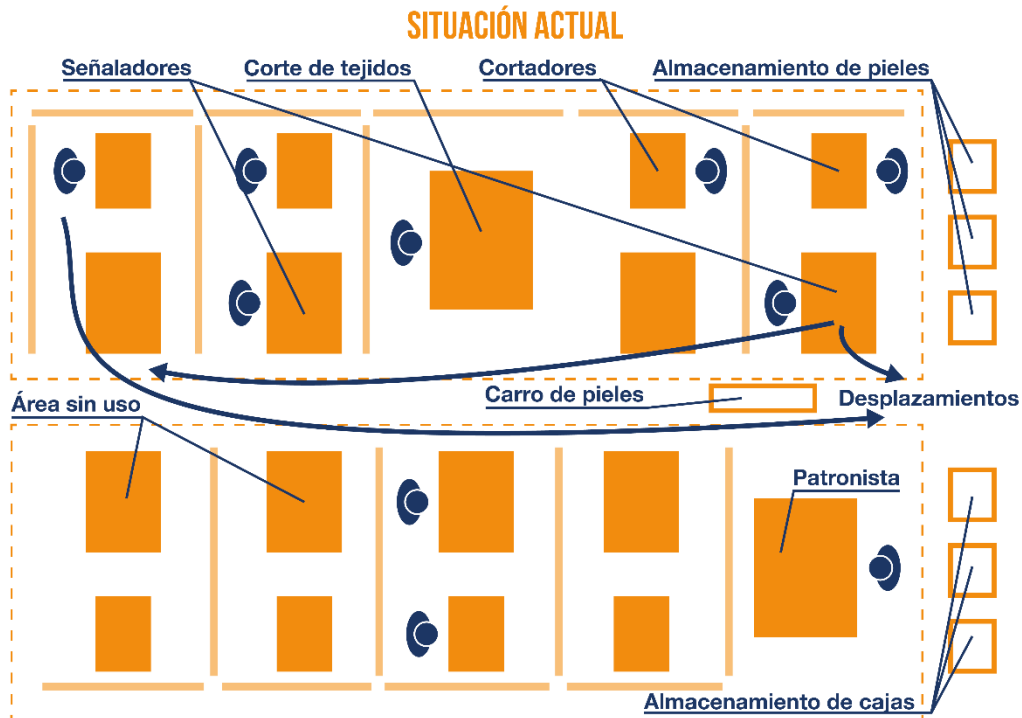 SITUACIÓN ACTUAL
Señaladores
Corte de tejidos
Cortadores
Almacenamiento de pieles
Carro de pieles
Desplazamientos
Área sin uso
Patronista
Almacenamiento de cajas